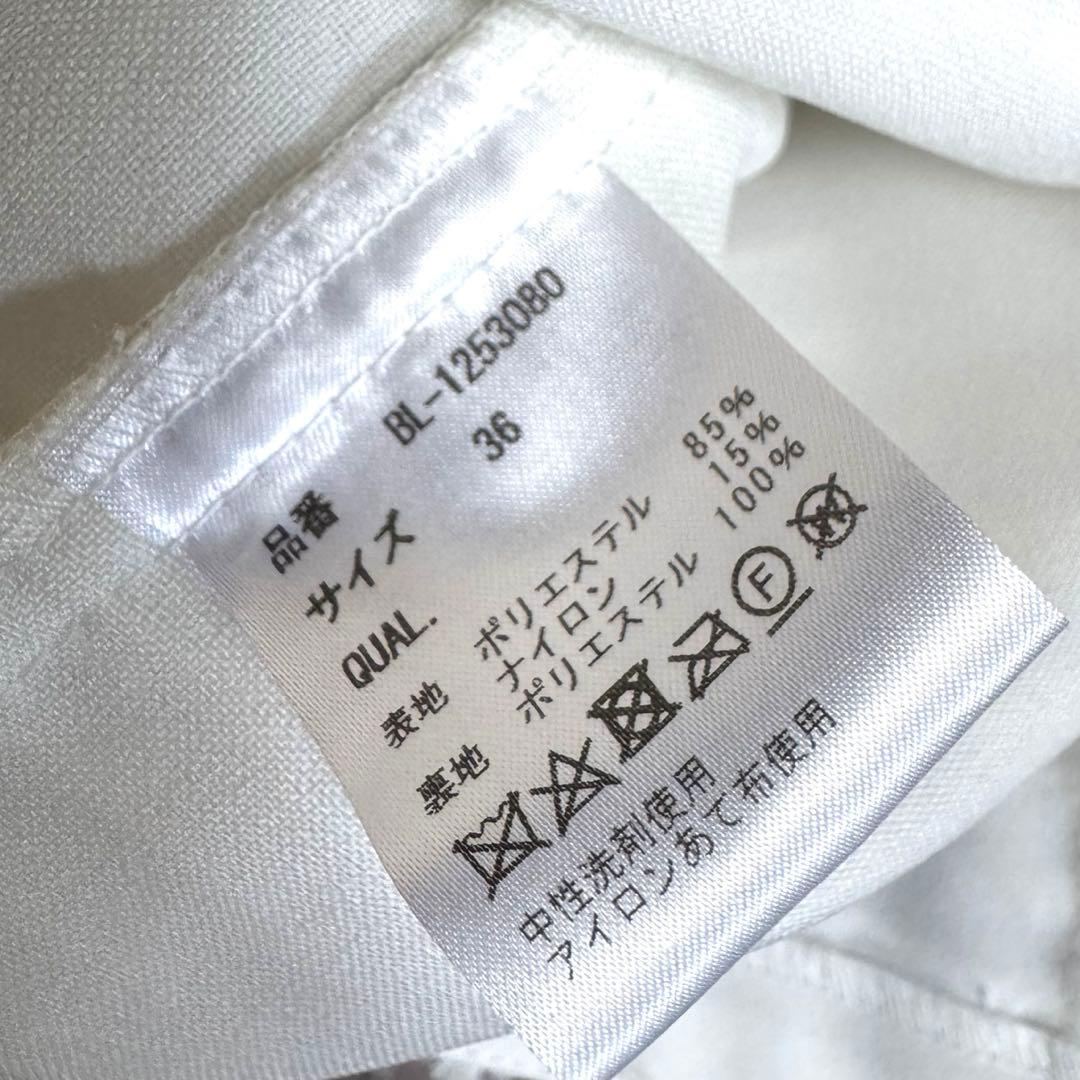 品番 BL-1253080
サイズ 36
QUAL.
表地 ポリエステル 85%
ナイロン 15%
裏地 ポリエステル 100%
F W
中性洗剤使用
アイロンあて布使用